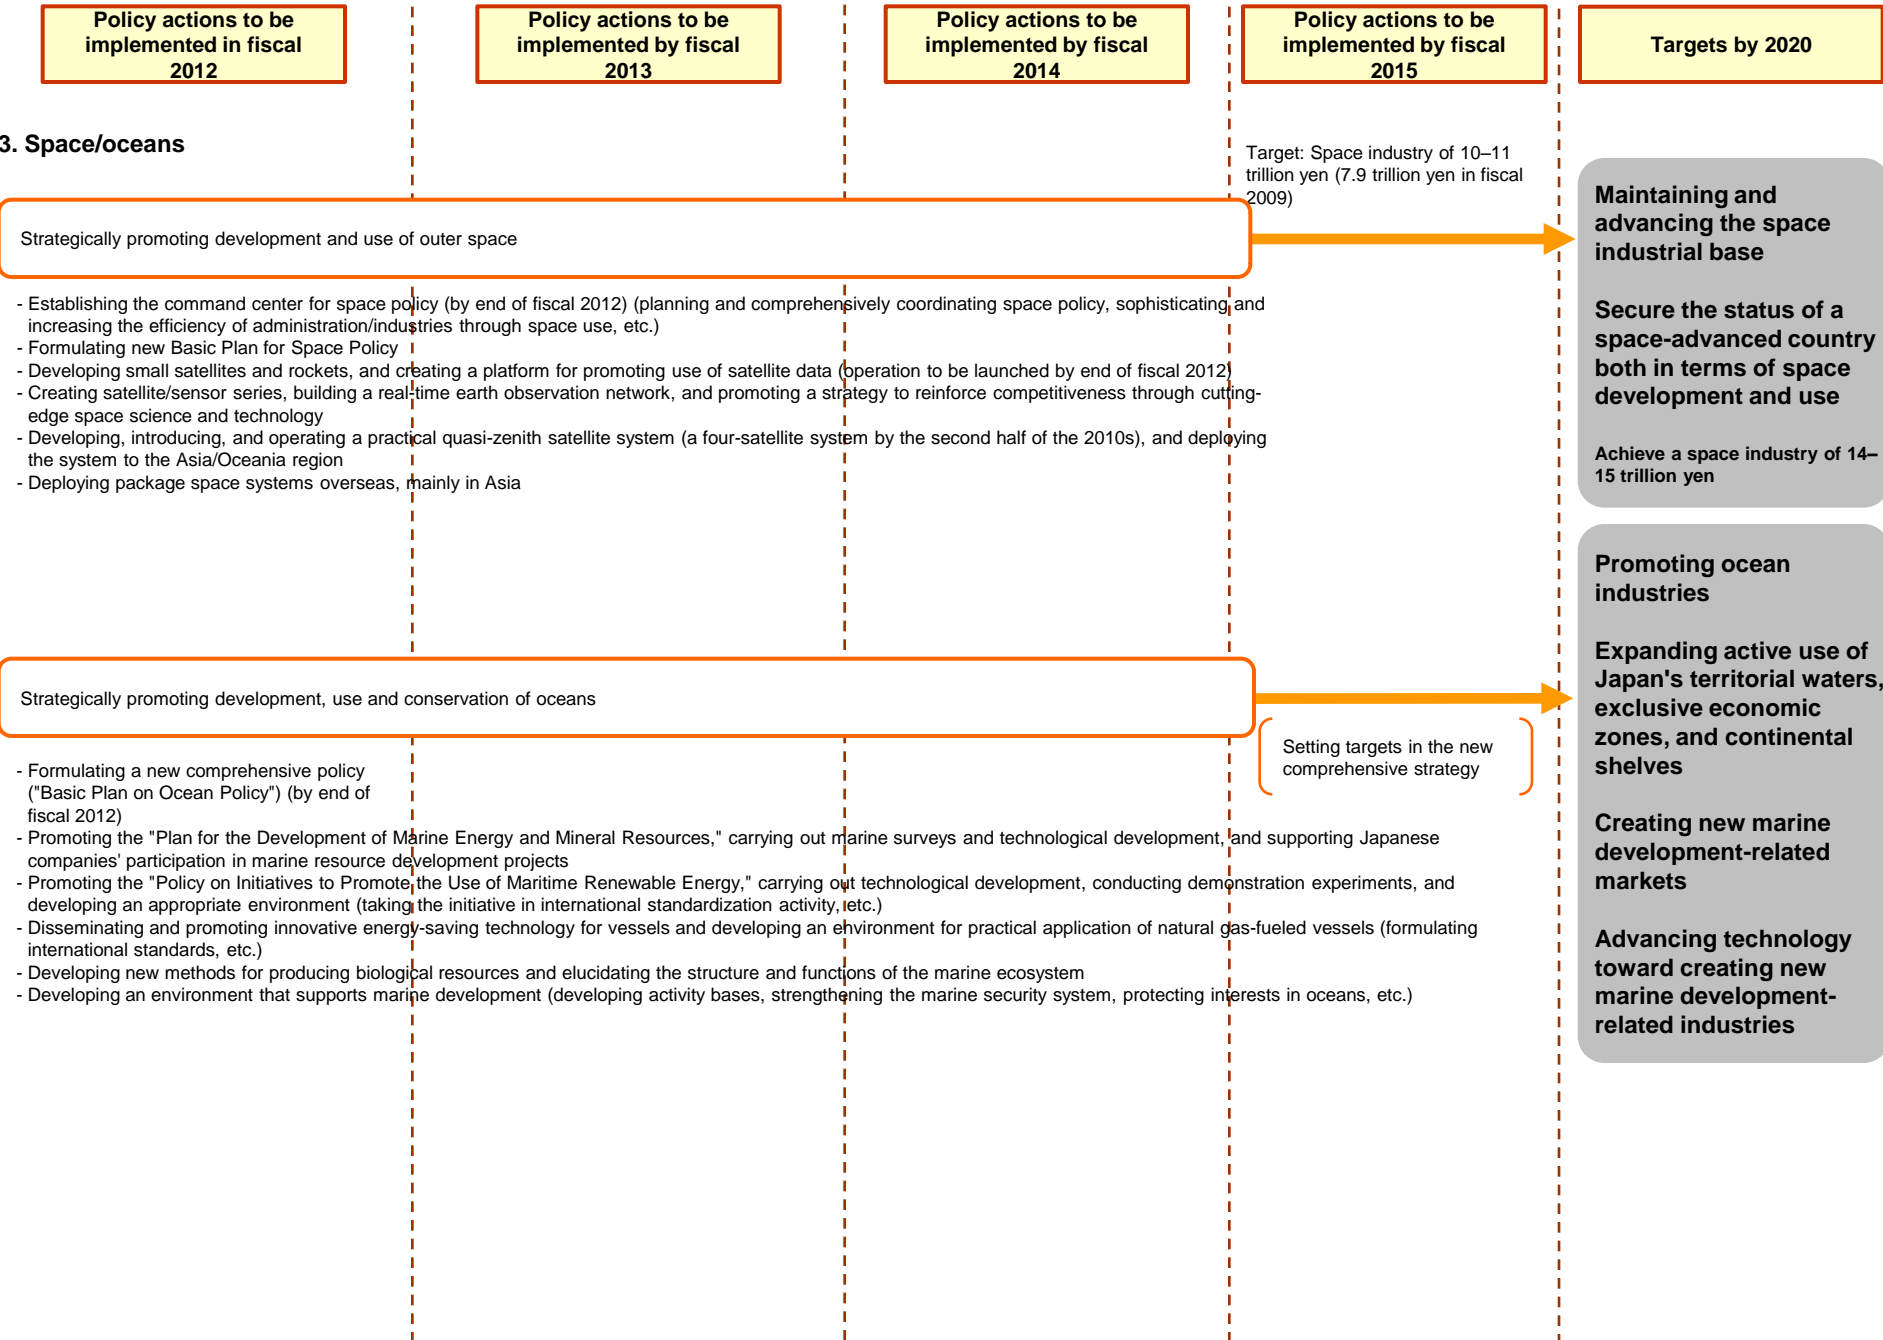 Policy actions to be
implemented in fiscal
2012
Policy actions to be
implemented by fiscal
2013
Policy actions to be
implemented by fiscal
2014
Policy actions to be
implemented by fiscal
2015
Targets by 2020
3. Space/oceans
Target: Space industry of 10–11
trillion yen (7.9 trillion yen in fiscal
2009)
Strategically promoting development and use of outer space
- Establishing the command center for space policy (by end of fiscal 2012) (planning and comprehensively coordinating space policy, sophisticating and
increasing the efficiency of administration/industries through space use, etc.)
- Formulating new Basic Plan for Space Policy
- Developing small satellites and rockets, and creating a platform for promoting use of satellite data (operation to be launched by end of fiscal 2012)
- Creating satellite/sensor series, building a real-time earth observation network, and promoting a strategy to reinforce competitiveness through cutting-
edge space science and technology
- Developing, introducing, and operating a practical quasi-zenith satellite system (a four-satellite system by the second half of the 2010s), and deploying
the system to the Asia/Oceania region
- Deploying package space systems overseas, mainly in Asia
Maintaining and
advancing the space
industrial base
Secure the status of a
space-advanced country
both in terms of space
development and use
Achieve a space industry of 14–
15 trillion yen
Strategically promoting development, use and conservation of oceans
Setting targets in the new
comprehensive strategy
- Formulating a new comprehensive policy
("Basic Plan on Ocean Policy") (by end of
fiscal 2012)
- Promoting the "Plan for the Development of Marine Energy and Mineral Resources," carrying out marine surveys and technological development, and supporting Japanese
companies' participation in marine resource development projects
- Promoting the "Policy on Initiatives to Promote the Use of Maritime Renewable Energy," carrying out technological development, conducting demonstration experiments, and
developing an appropriate environment (taking the initiative in international standardization activity, etc.)
- Disseminating and promoting innovative energy-saving technology for vessels and developing an environment for practical application of natural gas-fueled vessels (formulating
international standards, etc.)
- Developing new methods for producing biological resources and elucidating the structure and functions of the marine ecosystem
- Developing an environment that supports marine development (developing activity bases, strengthening the marine security system, protecting interests in oceans, etc.)
Promoting ocean
industries
Expanding active use of
Japan's territorial waters,
exclusive economic
zones, and continental
shelves
Creating new marine
development-related
markets
Advancing technology
toward creating new
marine development-
related industries